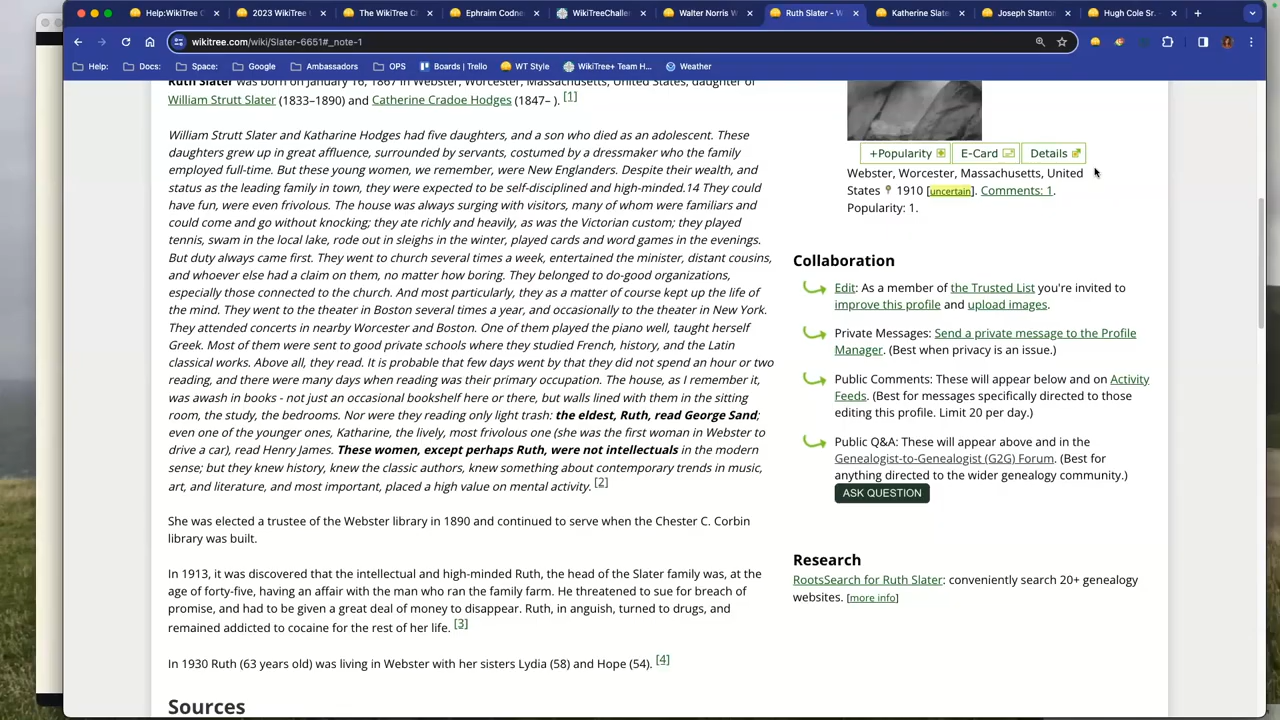 Help:WikiTree C
2023 WikiTree
The WikiTree C
Ephraim Codne
WikiTreeChalle
Walter Norris W
Ruth Slater - W
Katherine Slate
Joseph Stanton
Hugh Cole Sr.
wikitree.com/wiki/Slater-6651#_note-1
Help: Docs: Space: Google Ambassadors OPS Boards | Trello WT Style WikiTree+ Team H... Weather
Ruth Slater was born on January 16, 1867 in Webster, Worcester, Massachusetts, United States, daughter of
William Strutt Slater (1833–1890) and Catherine Cradoe Hodges (1847– ). [1]
William Strutt Slater and Katharine Hodges had five daughters, and a son who died as an adolescent. These
daughters grew up in great affluence, surrounded by servants, costumed by a dressmaker who the family
employed full-time. But these young women, we remember, were New Englanders. Despite their wealth, and
status as the leading family in town, they were expected to be self-disciplined and high-minded.14 They could
have fun, were even frivolous. The house was always surging with visitors, many of whom were familiars and
could come and go without knocking; they ate richly and heavily, as was the Victorian custom; they played
tennis, swam in the local lake, rode out in sleighs in the winter, played cards and word games in the evenings.
But duty always came first. They went to church several times a week, entertained the minister, distant cousins,
and whoever else had a claim on them, no matter how boring. They belonged to do-good organizations,
especially those connected to the church. And most particularly, they as a matter of course kept up the life of
the mind. They went to the theater in Boston several times a year, and occasionally to the theater in New York.
They attended concerts in nearby Worcester and Boston. One of them played the piano well, taught herself
Greek. Most of them were sent to good private schools where they studied French, history, and the Latin
classical works. Above all, they read. It is probable that few days went by that they did not spend an hour or two
reading, and there were many days when reading was their primary occupation. The house, as I remember it,
was awash in books - not just an occasional bookshelf here or there, but walls lined with them in the sitting
room, the study, the bedrooms. Nor were they reading only light trash: the eldest, Ruth, read George Sand;
even one of the younger ones, Katharine, the lively, most frivolous one (she was the first woman in Webster to
drive a car), read Henry James. These women, except perhaps Ruth, were not intellectuals in the modern
sense; but they knew history, knew the classic authors, knew something about contemporary trends in music,
art, and literature, and most important, placed a high value on mental activity. [2]
She was elected a trustee of the Webster library in 1890 and continued to serve when the Chester C. Corbin
library was built.
In 1913, it was discovered that the intellectual and high-minded Ruth, the head of the Slater family was, at the
age of forty-five, having an affair with the man who ran the family farm. He threatened to sue for breach of
promise, and had to be given a great deal of money to disappear. Ruth, in anguish, turned to drugs, and
remained addicted to cocaine for the rest of her life. [3]
In 1930 Ruth (63 years old) was living in Webster with her sisters Lydia (58) and Hope (54). [4]
Sources
+Popularity E-Card Details
Webster, Worcester, Massachusetts, United
States 1910 [uncertain]. Comments: 1.
Popularity: 1.
Collaboration
Edit: As a member of the Trusted List you're invited to
improve this profile and upload images.
Private Messages: Send a private message to the Profile
Manager. (Best when privacy is an issue.)
Public Comments: These will appear below and on Activity
Feeds. (Best for messages specifically directed to those
editing this profile. Limit 20 per day.)
Public Q&A: These will appear above and in the
Genealogist-to-Genealogist (G2G) Forum. (Best for
anything directed to the wider genealogy community.)
ASK QUESTION
Research
RootsSearch for Ruth Slater: conveniently search 20+ genealogy
websites. [more info]